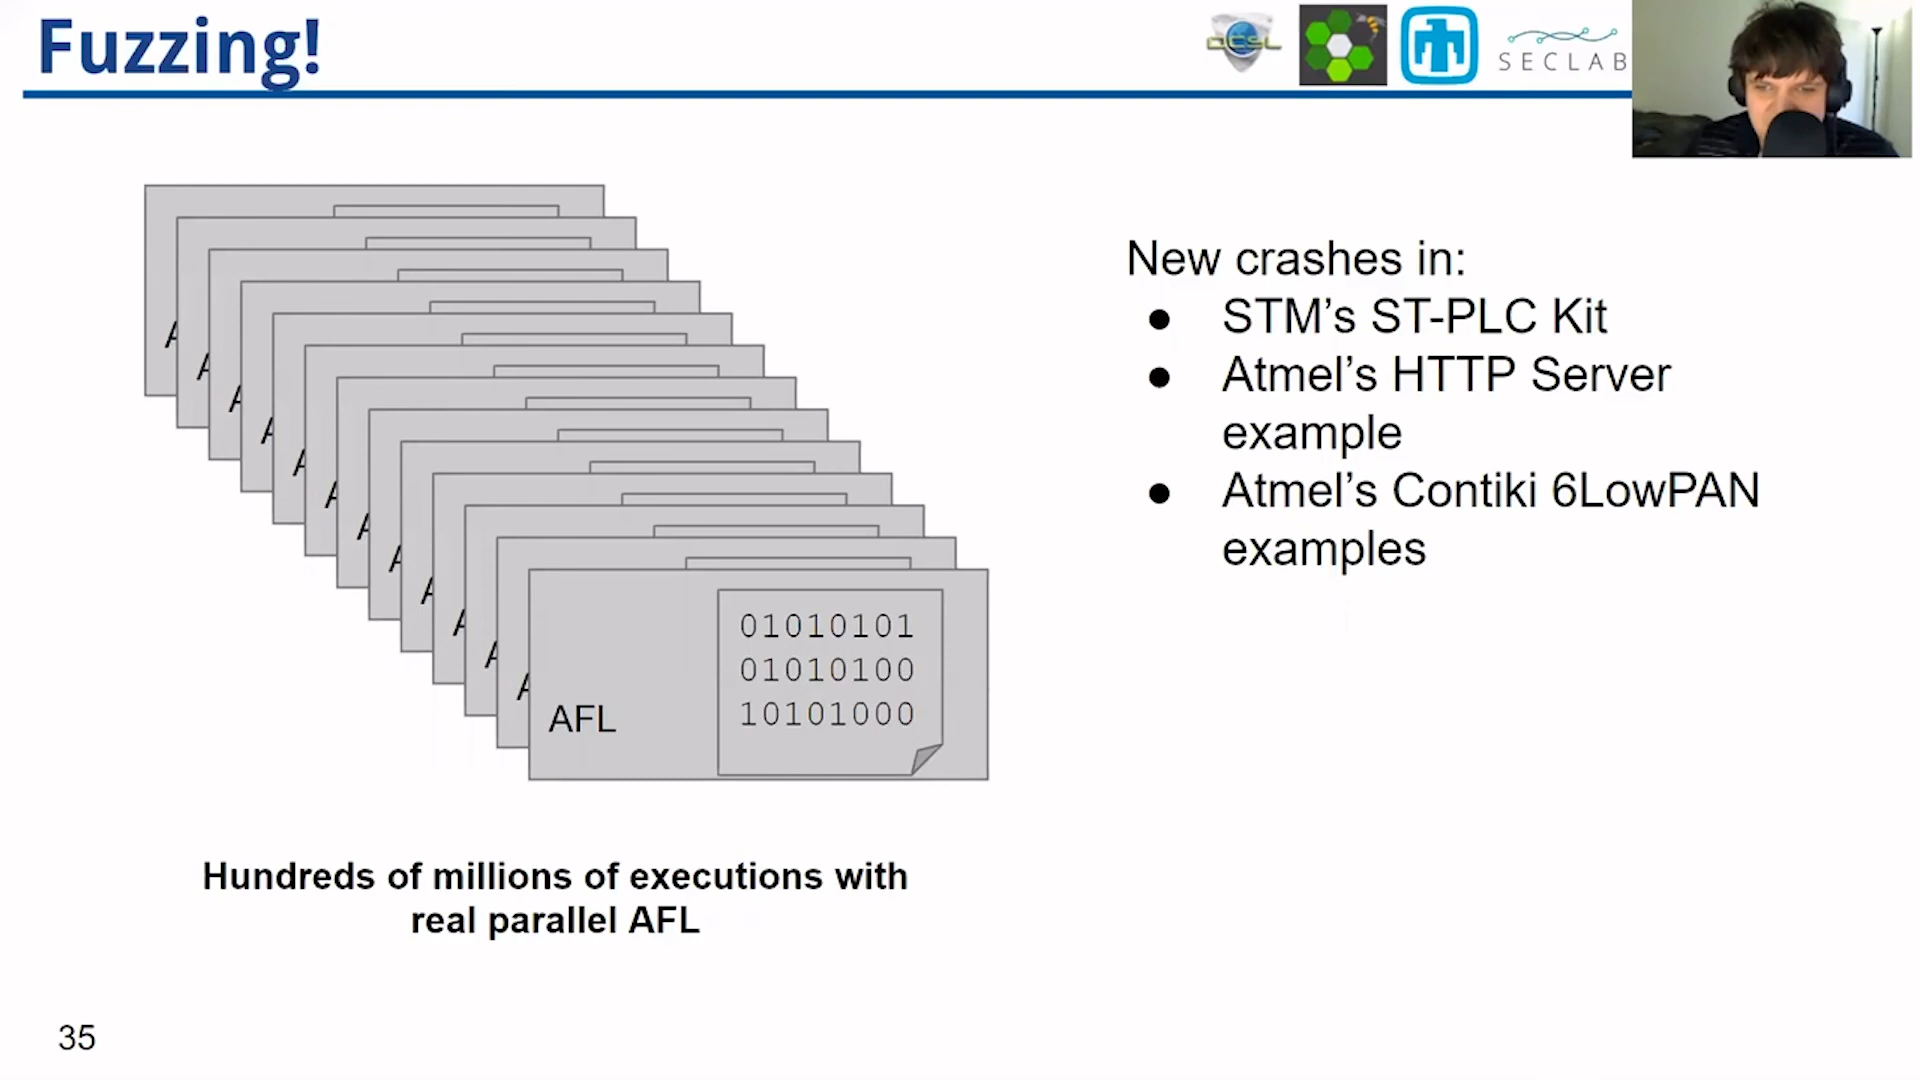 Fuzzing!
DCSL
SECLAB
New crashes in:
● STM’s ST-PLC Kit
● Atmel’s HTTP Server
example
● Atmel’s Contiki 6LowPAN
examples
A
A
A
A
A
A
A
A
A
A
A
A
01010101
01010100
10101000
AFL
Hundreds of millions of executions with
real parallel AFL
35